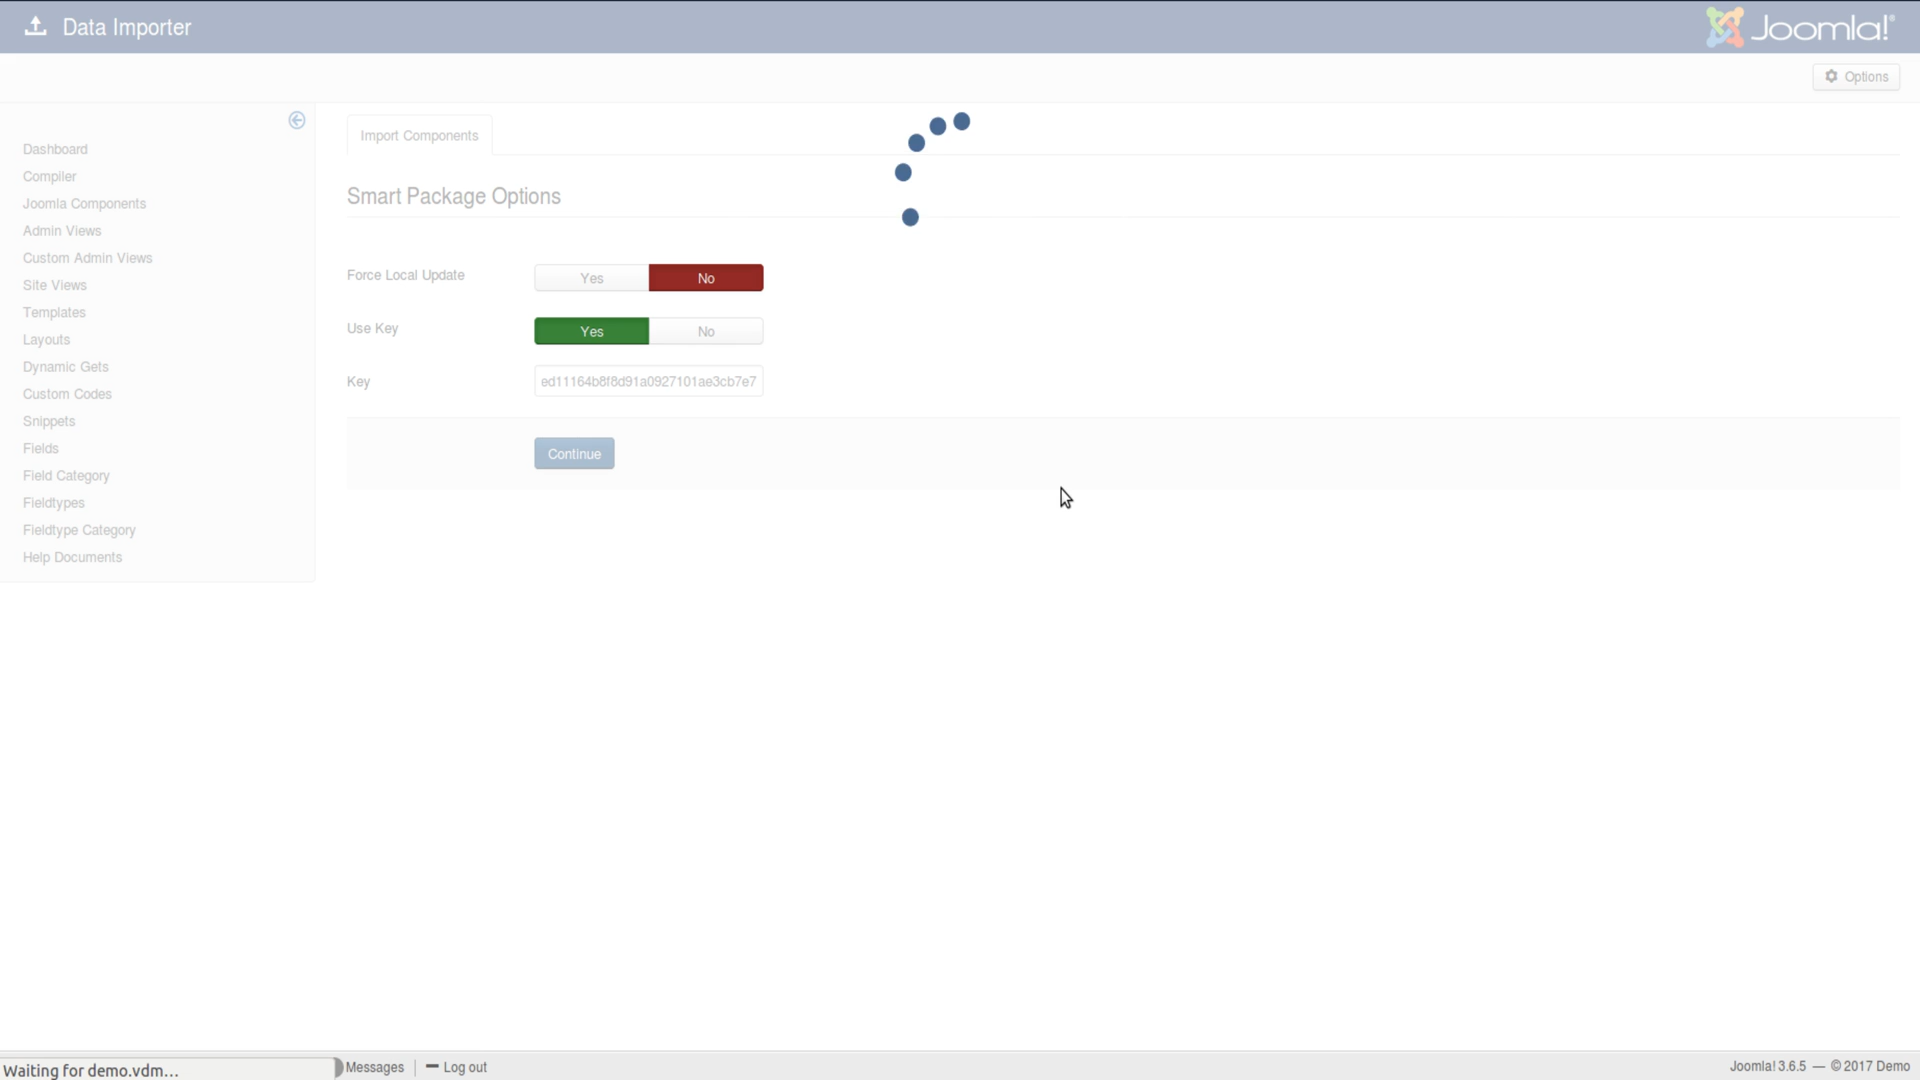 Data Importer
Joomla!®
Options
Dashboard
Compiler
Joomla Components
Admin Views
Custom Admin Views
Site Views
Templates
Layouts
Dynamic Gets
Custom Codes
Snippets
Fields
Field Category
Fieldtypes
Fieldtype Category
Help Documents
Import Components
Smart Package Options
Force Local Update Yes No
Use Key Yes No
Key ed11164b8f8d91a0927101ae3cb7e7
Continue
Waiting for demo.vdm…
Messages Log out
Joomla! 3.6.5 — © 2017 Demo